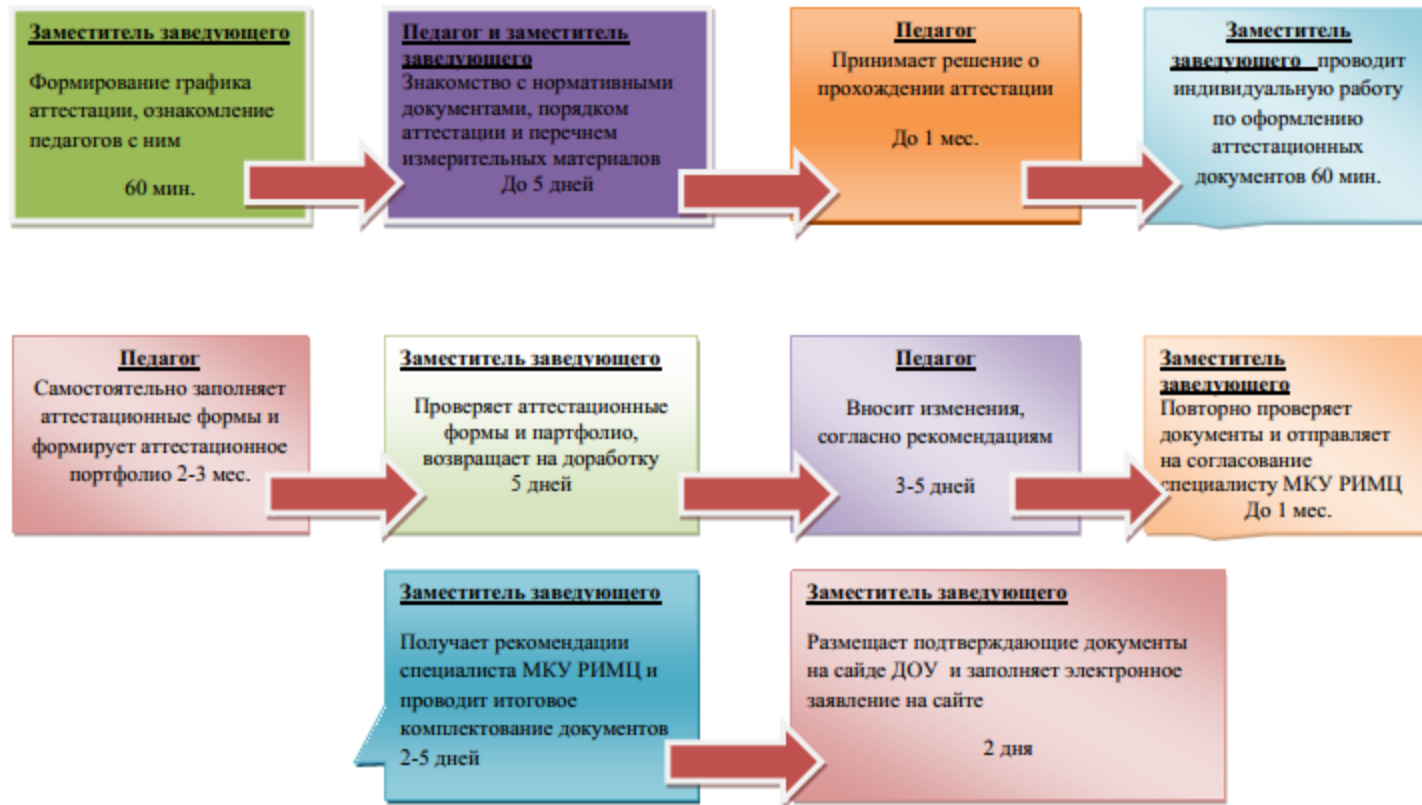 Заместитель заведующего
Формирование графика
аттестации, ознакомление
педагогов с ним
60 мин.
Педагог и заместитель
заведующего
Знакомство с нормативными
документами, порядком
аттестации и перечнем
измерительных материалов
До 5 дней
Педагог
Принимает решение о
прохождении аттестации
До 1 мес.
Заместитель
заведующего проводит
индивидуальную работу
по оформлению
аттестационных
документов 60 мин.
Педагог
Самостоятельно заполняет
аттестационные формы и
формирует аттестационное
портфолио 2-3 мес.
Заместитель заведующего
Проверяет аттестационные
формы и партфолио,
возвращает на доработку
5 дней
Педагог
Вносит изменения,
согласно рекомендациям
3-5 дней
Заместитель
заведующего
Повторно проверяет
документы и отправляет
на согласование
специалисту МКУ РИМЦ
До 1 мес.
Заместитель заведующего
Получает рекомендации
специалиста МКУ РИМЦ и
проводит итоговое
комплектование документов
2-5 дней
Заместитель заведующего
Размещает подтверждающие документы
на сайде ДОУ и заполняет электронное
заявление на сайте
2 дня